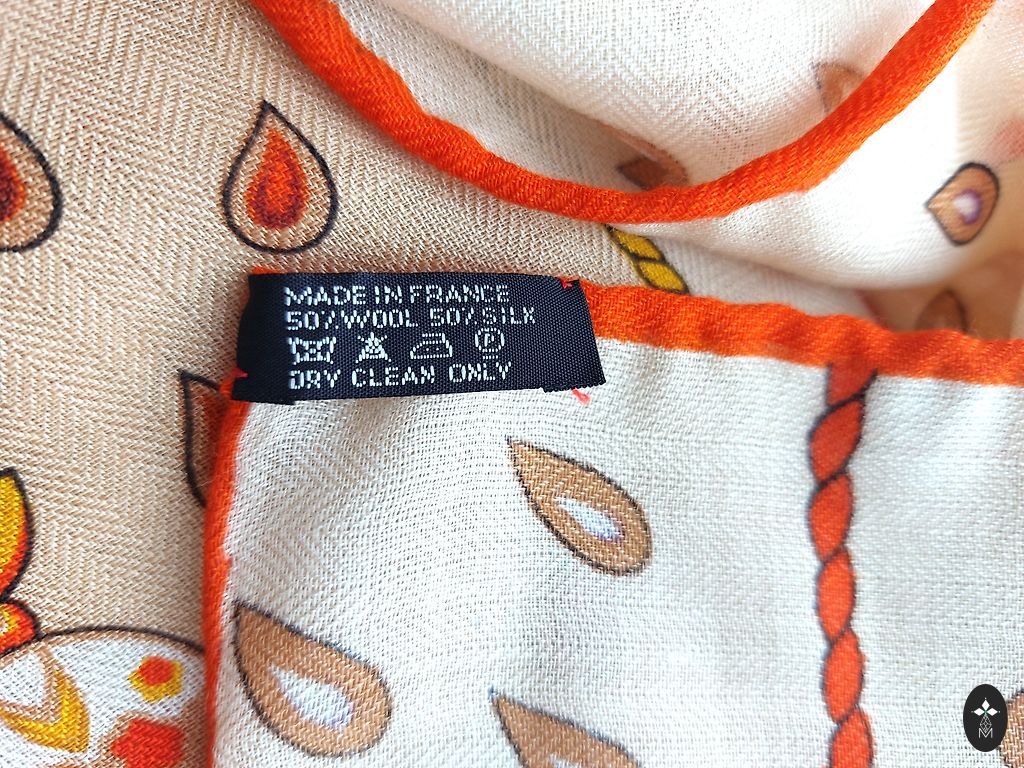 MADE IN FRANCE
50% WOOL 50% SILK
P
DRY CLEAN ONLY
M